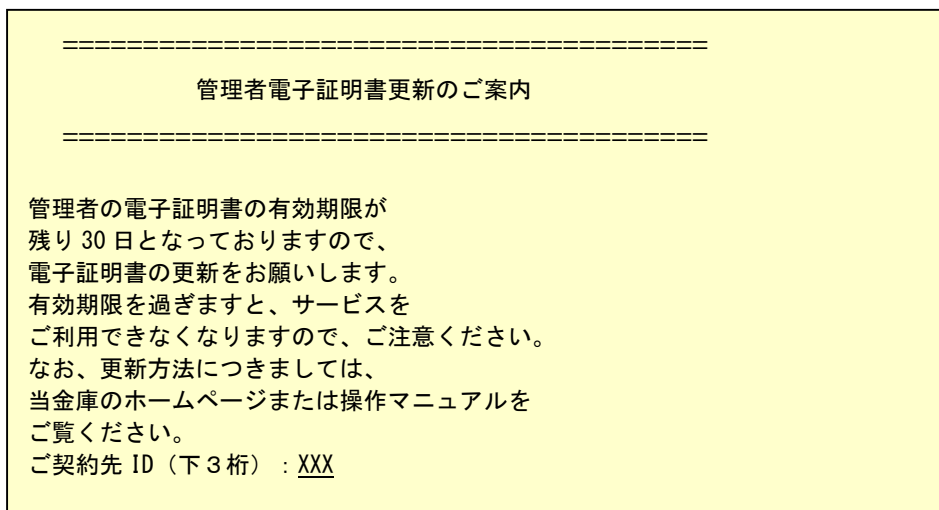 ========================================
管理者電子証明書更新のご案内
========================================
管理者の電子証明書の有効期限が
残り 30 日となっておりますので、
電子証明書の更新をお願いします。
有効期限を過ぎますと、サービスを
ご利用できなくなりますので、ご注意ください。
なお、更新方法につきましては、
当金庫のホームページまたは操作マニュアルを
ご覧ください。
ご契約先 ID（下３桁）：XXX